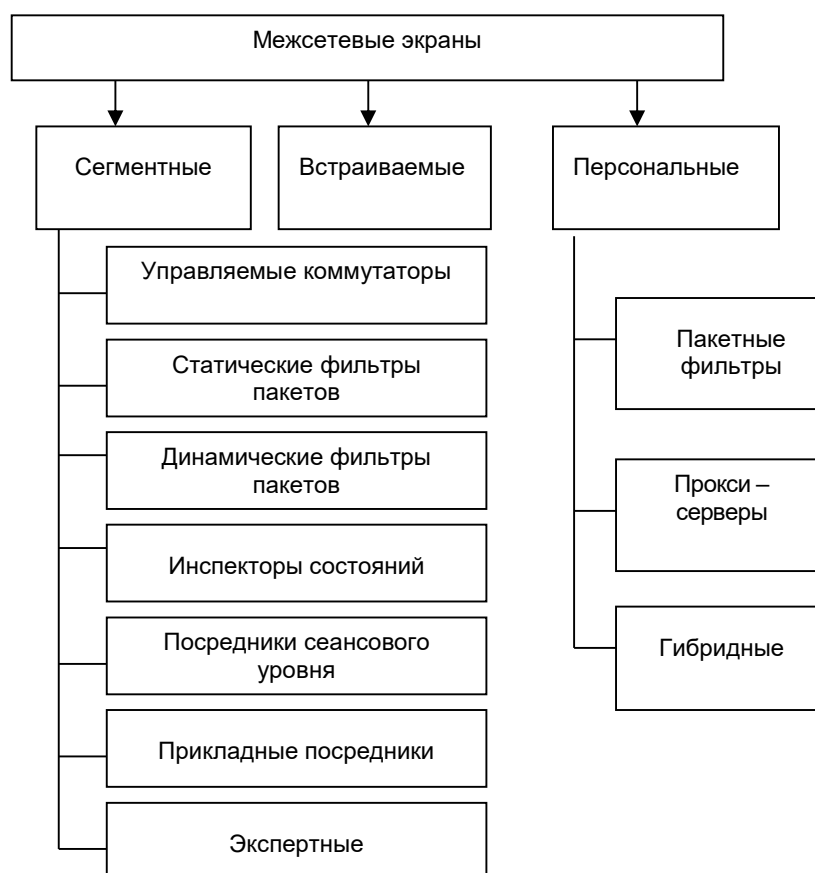 Межсетевые экраны
Сегментные
Встраиваемые
Персональные
Управляемые коммутаторы
Статические фильтры
пакетов
Динамические фильтры
пакетов
Инспекторы состояний
Посредники сеансового
уровня
Прикладные посредники
Экспертные
Пакетные
фильтры
Прокси –
серверы
Гибридные